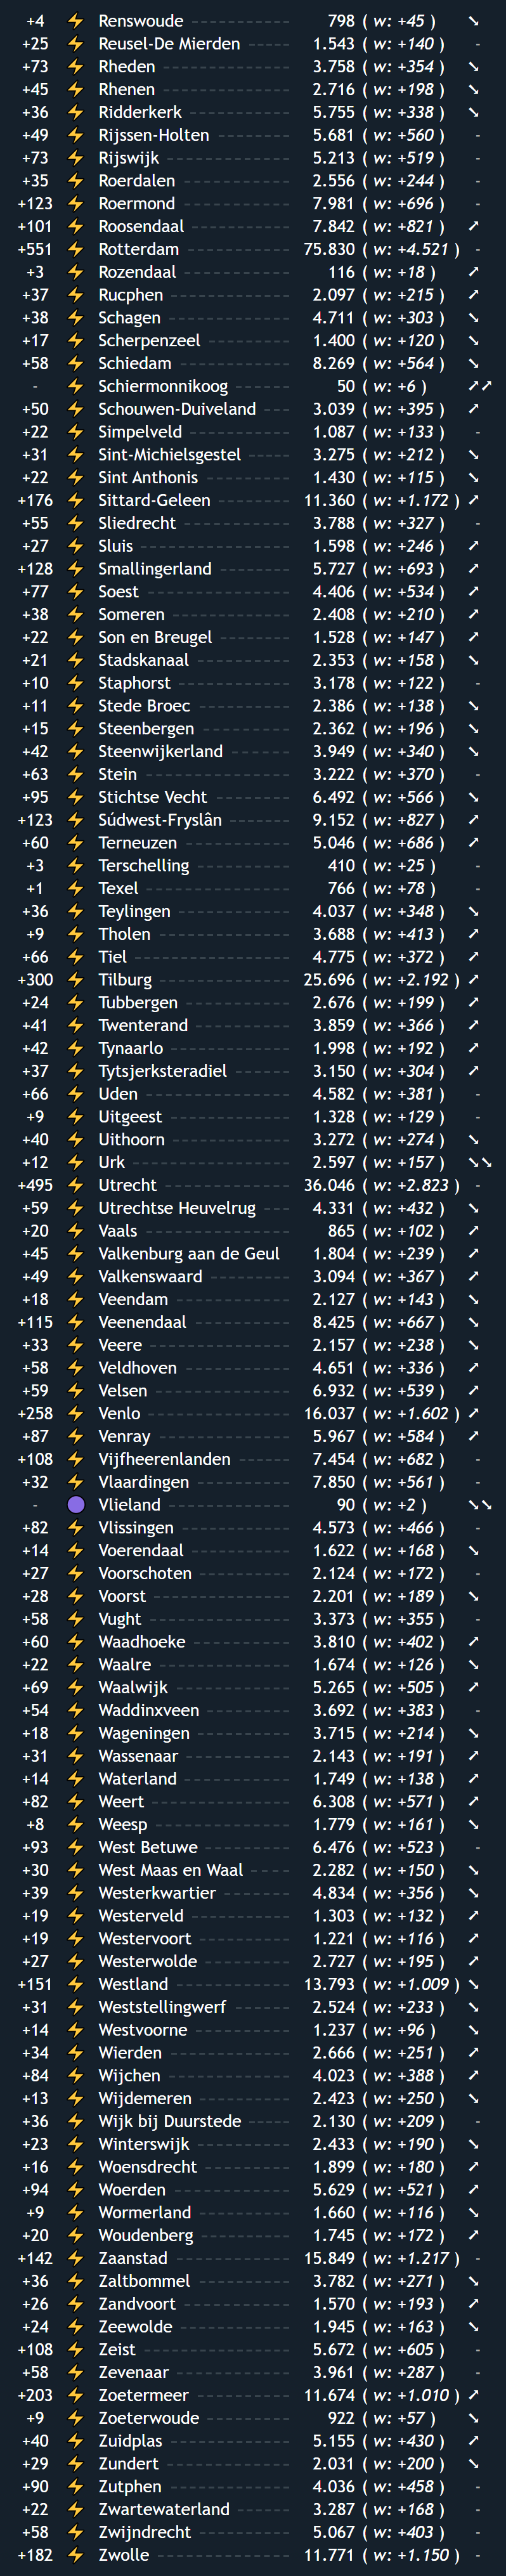 +4 ⚡ Renswoude ------------ 798 ( w: +45 ) ➘
+25 ⚡ Reusel-De Mierden ------ 1.543 ( w: +140 ) -
+73 ⚡ Rheden --------------- 3.758 ( w: +354 ) ➘
+45 ⚡ Rhenen --------------- 2.716 ( w: +198 ) ➘
+36 ⚡ Ridderkerk ------------ 5.755 ( w: +338 ) ➘
+49 ⚡ Rijssen-Holten --------- 5.681 ( w: +560 ) -
+73 ⚡ Rijswijk --------------- 5.213 ( w: +519 ) -
+35 ⚡ Roerdalen ------------- 2.556 ( w: +244 ) -
+123 ⚡ Roermond ------------- 7.981 ( w: +696 ) -
+101 ⚡ Roosendaal ----------- 7.842 ( w: +821 ) ➚
+551 ⚡ Rotterdam ------------ 75.830 ( w: +4.521 ) -
+3 ⚡ Rozendaal ------------- 116 ( w: +18 ) ➚
+37 ⚡ Rucphen -------------- 2.097 ( w: +215 ) ➚
+38 ⚡ Schagen -------------- 4.711 ( w: +303 ) ➘
+17 ⚡ Scherpenzeel ---------- 1.400 ( w: +120 ) ➘
+58 ⚡ Schiedam ------------- 8.269 ( w: +564 ) ➘
- ⚡ Schiermonnikoog ------- 50 ( w: +6 ) ➚➚
+50 ⚡ Schouwen-Duiveland ---- 3.039 ( w: +395 ) ➚
+22 ⚡ Simpelveld ------------ 1.087 ( w: +133 ) -
+31 ⚡ Sint-Michielsgestel ----- 3.275 ( w: +212 ) ➘
+22 ⚡ Sint Anthonis ---------- 1.430 ( w: +115 ) ➘
+176 ⚡ Sittard-Geleen --------- 11.360 ( w: +1.172 ) ➚
+55 ⚡ Sliedrecht ------------- 3.788 ( w: +327 ) -
+27 ⚡ Sluis ------------------ 1.598 ( w: +246 ) ➚
+128 ⚡ Smallingerland --------- 5.727 ( w: +693 ) ➚
+77 ⚡ Soest ----------------- 4.406 ( w: +534 ) ➚
+38 ⚡ Someren -------------- 2.408 ( w: +210 ) ➚
+22 ⚡ Son en Breugel --------- 1.528 ( w: +147 ) ➚
+21 ⚡ Stadskanaal ----------- 2.353 ( w: +158 ) ➘
+10 ⚡ Staphorst ------------- 3.178 ( w: +122 ) -
+11 ⚡ Stede Broec ----------- 2.386 ( w: +138 ) ➘
+15 ⚡ Steenbergen ----------- 2.362 ( w: +196 ) ➘
+42 ⚡ Steenwijkerland ------- 3.949 ( w: +340 ) ➘
+63 ⚡ Stein ----------------- 3.222 ( w: +370 ) -
+95 ⚡ Stichtse Vecht --------- 6.492 ( w: +566 ) ➘
+123 ⚡ Súdwest-Fryslân ------- 9.152 ( w: +827 ) ➚
+60 ⚡ Terneuzen ------------ 5.046 ( w: +686 ) ➚
+3 ⚡ Terschelling ----------- 410 ( w: +25 ) -
+1 ⚡ Texel ----------------- 766 ( w: +78 ) -
+36 ⚡ Teylingen ------------- 4.037 ( w: +348 ) ➘
+9 ⚡ Tholen --------------- 3.688 ( w: +413 ) ➚
+66 ⚡ Tiel ------------------ 4.775 ( w: +372 ) ➚
+300 ⚡ Tilburg --------------- 25.696 ( w: +2.192 ) ➚
+24 ⚡ Tubbergen ------------ 2.676 ( w: +199 ) ➚
+41 ⚡ Twenterand ----------- 3.859 ( w: +366 ) ➚
+42 ⚡ Tynaarlo -------------- 1.998 ( w: +192 ) ➚
+37 ⚡ Tytsjerksteradiel ------- 3.150 ( w: +304 ) ➚
+66 ⚡ Uden ----------------- 4.582 ( w: +381 ) -
+9 ⚡ Uitgeest -------------- 1.328 ( w: +129 ) -
+40 ⚡ Uithoorn -------------- 3.272 ( w: +274 ) ➘
+12 ⚡ Urk ------------------ 2.597 ( w: +157 ) ➘➘
+495 ⚡ Utrecht --------------- 36.046 ( w: +2.823 ) -
+59 ⚡ Utrechtse Heuvelrug ---- 4.331 ( w: +432 ) ➘
+20 ⚡ Vaals ----------------- 865 ( w: +102 ) ➚
+45 ⚡ Valkenburg aan de Geul 1.804 ( w: +239 ) ➚
+49 ⚡ Valkenswaard ---------- 3.094 ( w: +367 ) ➚
+18 ⚡ Veendam ------------- 2.127 ( w: +143 ) ➘
+115 ⚡ Veenendaal ----------- 8.425 ( w: +667 ) ➘
+33 ⚡ Veere ---------------- 2.157 ( w: +238 ) ➘
+58 ⚡ Veldhoven ------------ 4.651 ( w: +336 ) ➚
+59 ⚡ Velsen ---------------- 6.932 ( w: +539 ) ➚
+258 ⚡ Venlo ---------------- 16.037 ( w: +1.602 ) ➚
+87 ⚡ Venray --------------- 5.967 ( w: +584 ) ➚
+108 ⚡ Vijfheerenlanden ------ 7.454 ( w: +682 ) -
+32 ⚡ Vlaardingen ----------- 7.850 ( w: +561 ) -
- 🟣 Vlieland -------------- 90 ( w: +2 ) ➘➘
+82 ⚡ Vlissingen ------------- 4.573 ( w: +466 ) -
+14 ⚡ Voerendaal ------------ 1.622 ( w: +168 ) ➘
+27 ⚡ Voorschoten ----------- 2.124 ( w: +172 ) -
+28 ⚡ Voorst ---------------- 2.201 ( w: +189 ) ➘
+58 ⚡ Vught ---------------- 3.373 ( w: +355 ) -
+60 ⚡ Waadhoeke ----------- 3.810 ( w: +402 ) ➚
+22 ⚡ Waalre --------------- 1.674 ( w: +126 ) ➘
+69 ⚡ Waalwijk -------------- 5.265 ( w: +505 ) ➚
+54 ⚡ Waddinxveen ---------- 3.692 ( w: +383 ) -
+18 ⚡ Wageningen ----------- 3.715 ( w: +214 ) ➘
+31 ⚡ Wassenaar ------------ 2.143 ( w: +191 ) ➚
+14 ⚡ Waterland ------------ 1.749 ( w: +138 ) ➚
+82 ⚡ Weert ---------------- 6.308 ( w: +571 ) ➚
+8 ⚡ Weesp ---------------- 1.779 ( w: +161 ) ➘
+93 ⚡ West Betuwe ---------- 6.476 ( w: +523 ) -
+30 ⚡ West Maas en Waal ----- 2.282 ( w: +150 ) ➘
+39 ⚡ Westerkwartier -------- 4.834 ( w: +356 ) ➘
+19 ⚡ Westerveld ------------ 1.303 ( w: +132 ) ➚
+19 ⚡ Westervoort ----------- 1.221 ( w: +116 ) ➚
+27 ⚡ Westerwolde ---------- 2.727 ( w: +195 ) ➚
+151 ⚡ Westland -------------- 13.793 ( w: +1.009 ) ➘
+31 ⚡ Weststellingwerf ------- 2.524 ( w: +233 ) ➘
+14 ⚡ Westvoorne ----------- 1.237 ( w: +96 ) ➘
+34 ⚡ Wierden -------------- 2.666 ( w: +251 ) ➚
+84 ⚡ Wijchen -------------- 4.023 ( w: +388 ) ➚
+13 ⚡ Wijdemeren ----------- 2.423 ( w: +250 ) ➘
+36 ⚡ Wijk bij Duurstede ------ 2.130 ( w: +209 ) -
+23 ⚡ Winterswijk ----------- 2.433 ( w: +190 ) ➘
+16 ⚡ Woensdrecht ---------- 1.899 ( w: +180 ) ➚
+94 ⚡ Woerden -------------- 5.629 ( w: +521 ) ➚
+9 ⚡ Wormerland ----------- 1.660 ( w: +116 ) ➘
+20 ⚡ Woudenberg ----------- 1.745 ( w: +172 ) ➚
+142 ⚡ Zaanstad ------------- 15.849 ( w: +1.217 ) -
+36 ⚡ Zaltbommel ----------- 3.782 ( w: +271 ) ➘
+26 ⚡ Zandvoort ------------ 1.570 ( w: +193 ) ➚
+24 ⚡ Zeewolde ------------- 1.945 ( w: +163 ) ➘
+108 ⚡ Zeist ----------------- 5.672 ( w: +605 ) -
+58 ⚡ Zevenaar ------------- 3.961 ( w: +287 ) -
+203 ⚡ Zoetermeer ----------- 11.674 ( w: +1.010 ) ➚
+9 ⚡ Zoeterwoude ---------- 922 ( w: +57 ) ➘
+40 ⚡ Zuidplas -------------- 5.155 ( w: +430 ) ➚
+29 ⚡ Zundert --------------- 2.031 ( w: +200 ) ➘
+90 ⚡ Zutphen -------------- 4.036 ( w: +458 ) -
+22 ⚡ Zwartewaterland ------- 3.287 ( w: +168 ) -
+58 ⚡ Zwijndrecht ----------- 5.067 ( w: +403 ) -
+182 ⚡ Zwolle ---------------- 11.771 ( w: +1.150 ) -